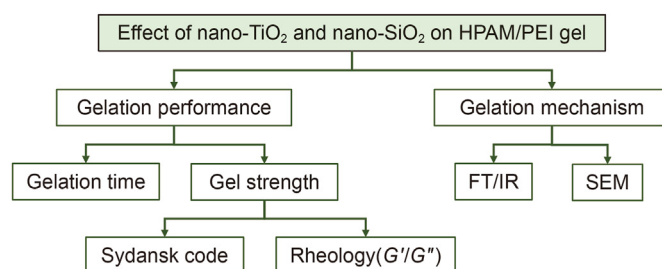 Effect of nano-TiO₂ and nano-SiO₂ on HPAM/PEI gel
Gelation performance
Gelation mechanism
Gelation time
Gel strength
FT/IR
SEM
Sydansk code
Rheology(G′/G″)